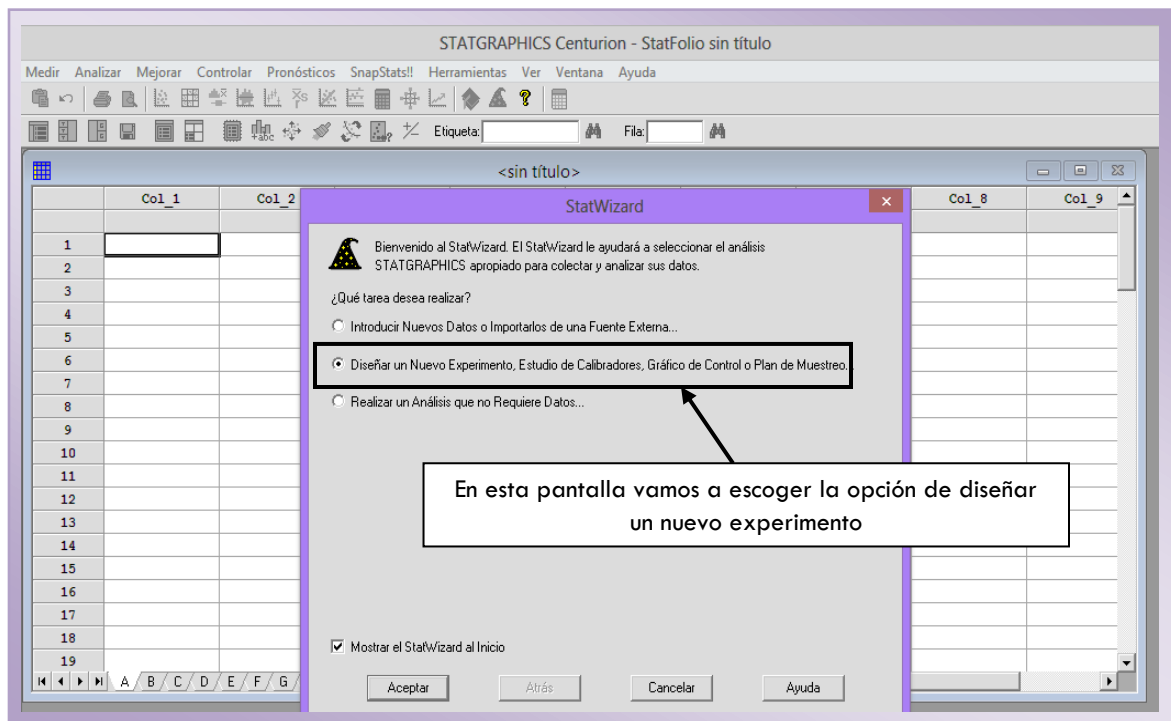 STATGRAPHICS Centurion - StatFolio sin título
Medir Analizar Mejorar Controlar Pronósticos SnapStats!! Herramientas Ver Ventana Ayuda
Etiqueta: Fila:
<sin título>
Col_1 Col_2 Col_8 Col_9
StatWizard
Bienvenido al StatWizard. El StatWizard le ayudará a seleccionar el análisis
STATGRAPHICS apropiado para colectar y analizar sus datos.
¿Qué tarea desea realizar?
Introducir Nuevos Datos o Importarlos de una Fuente Externa...
Diseñar un Nuevo Experimento, Estudio de Calibradores, Gráfico de Control o Plan de Muestreo...
Realizar un Análisis que no Requiere Datos...
En esta pantalla vamos a escoger la opción de diseñar
un nuevo experimento
Mostrar el StatWizard al Inicio
Aceptar Atrás Cancelar Ayuda
1
2
3
4
5
6
7
8
9
10
11
12
13
14
15
16
17
18
19
A B C D E F G